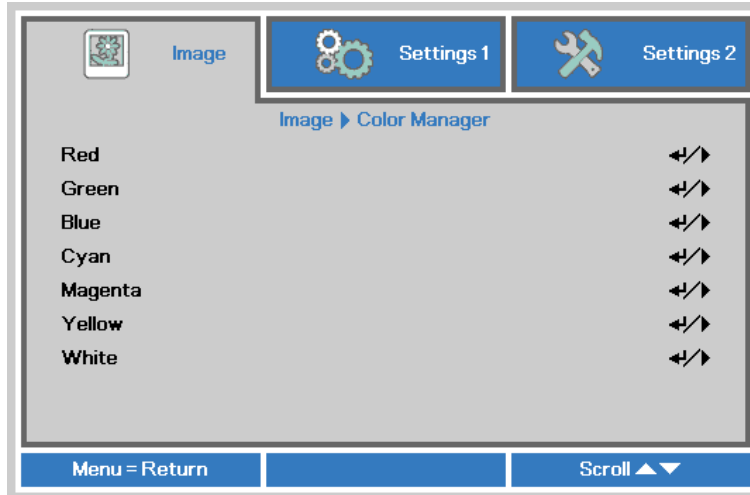 Image Settings 1 Settings 2
Image ▶ Color Manager
Red ↵/▶
Green ↵/▶
Blue ↵/▶
Cyan ↵/▶
Magenta ↵/▶
Yellow ↵/▶
White ↵/▶
Menu = Return Scroll ▲▼